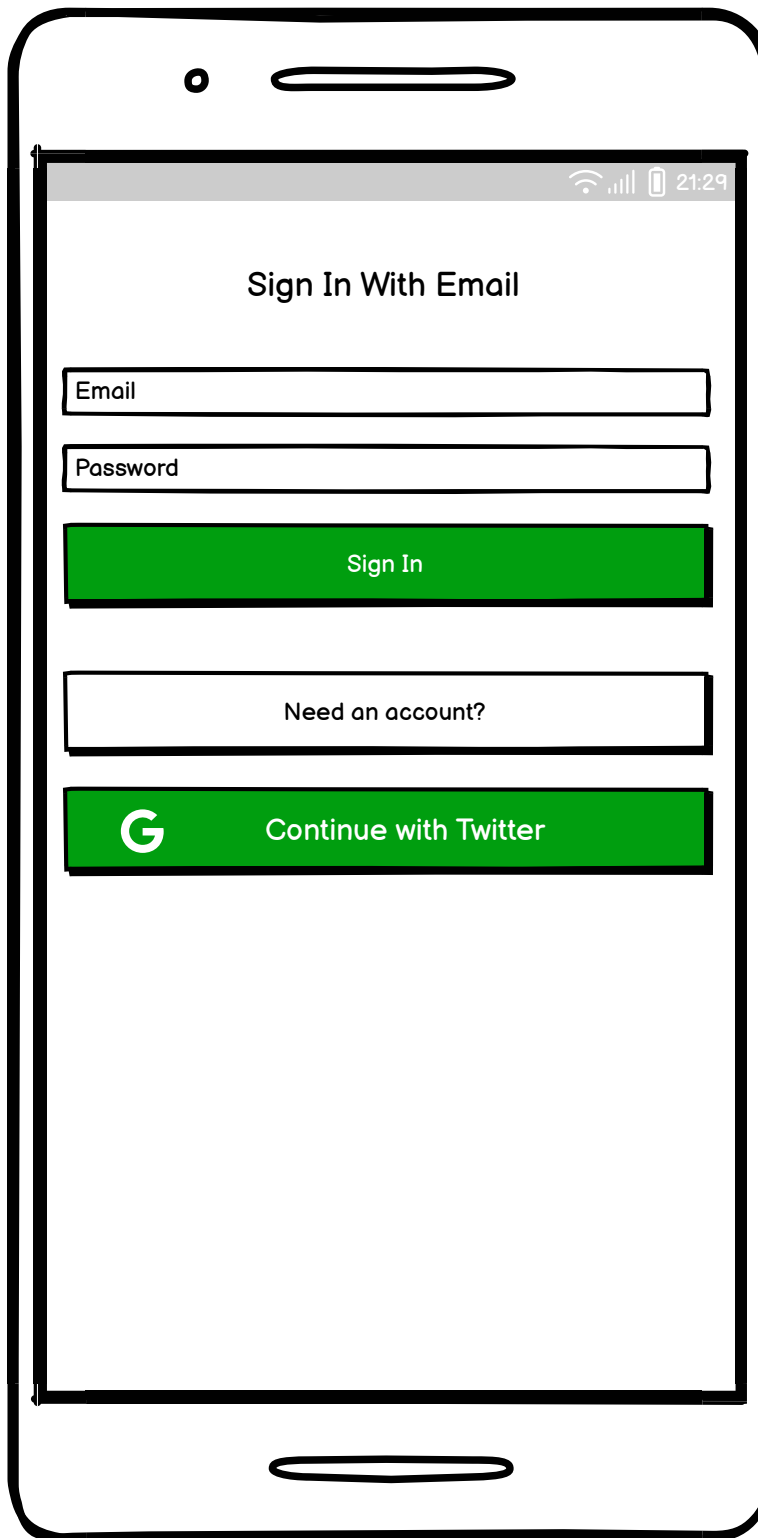 21:29
Sign In With Email
Email
Password
Sign In
Need an account?
G Continue with Twitter